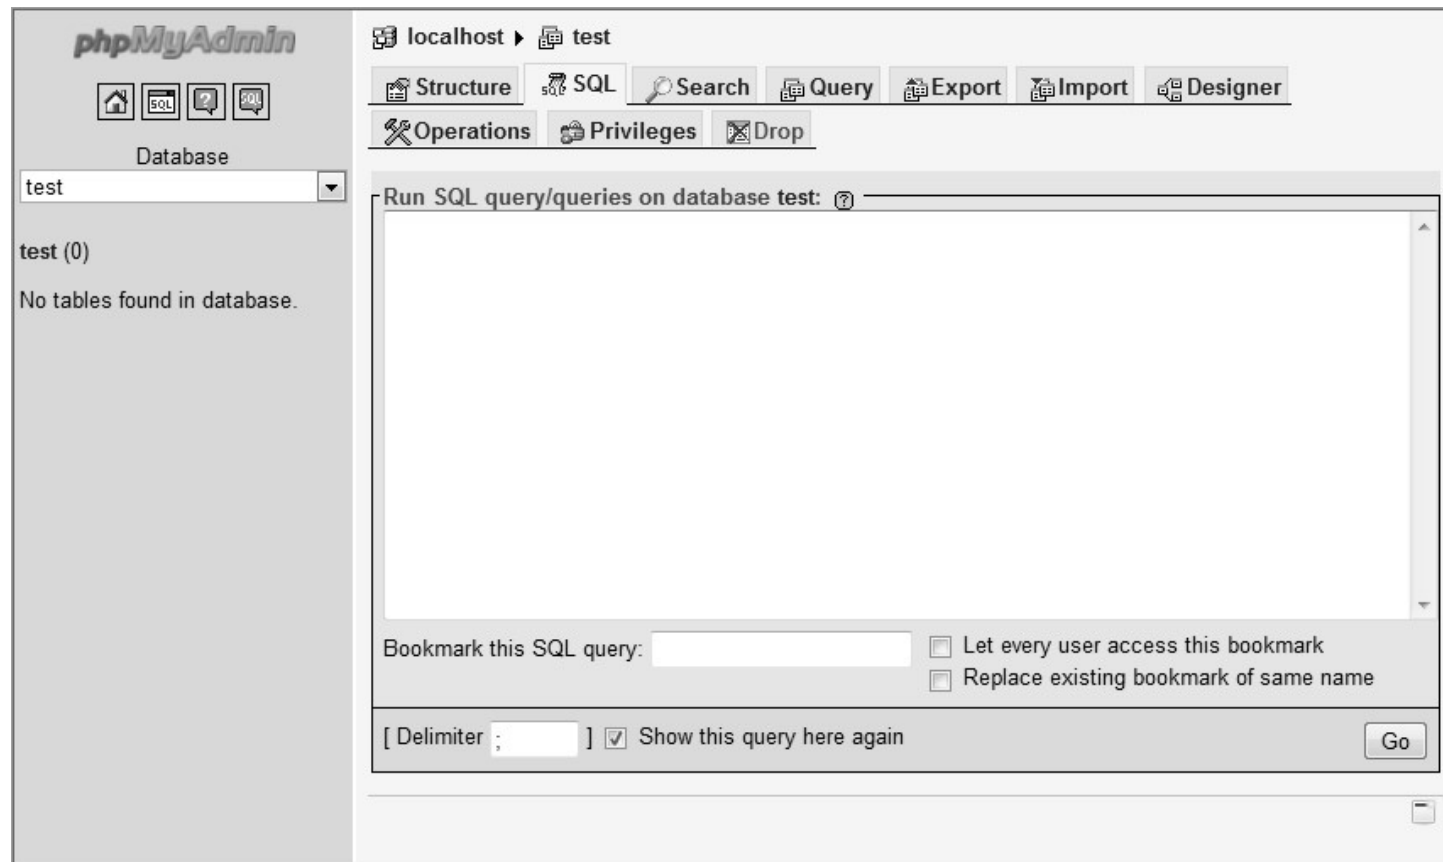 phpMyAdmin
SQL ? SQL
Database
test
test (0)
No tables found in database.
localhost ▶ test
Structure SQL Search Query Export Import Designer
Operations Privileges Drop
Run SQL query/queries on database test: ?
Bookmark this SQL query:
Let every user access this bookmark
Replace existing bookmark of same name
[ Delimiter ; ] Show this query here again
Go